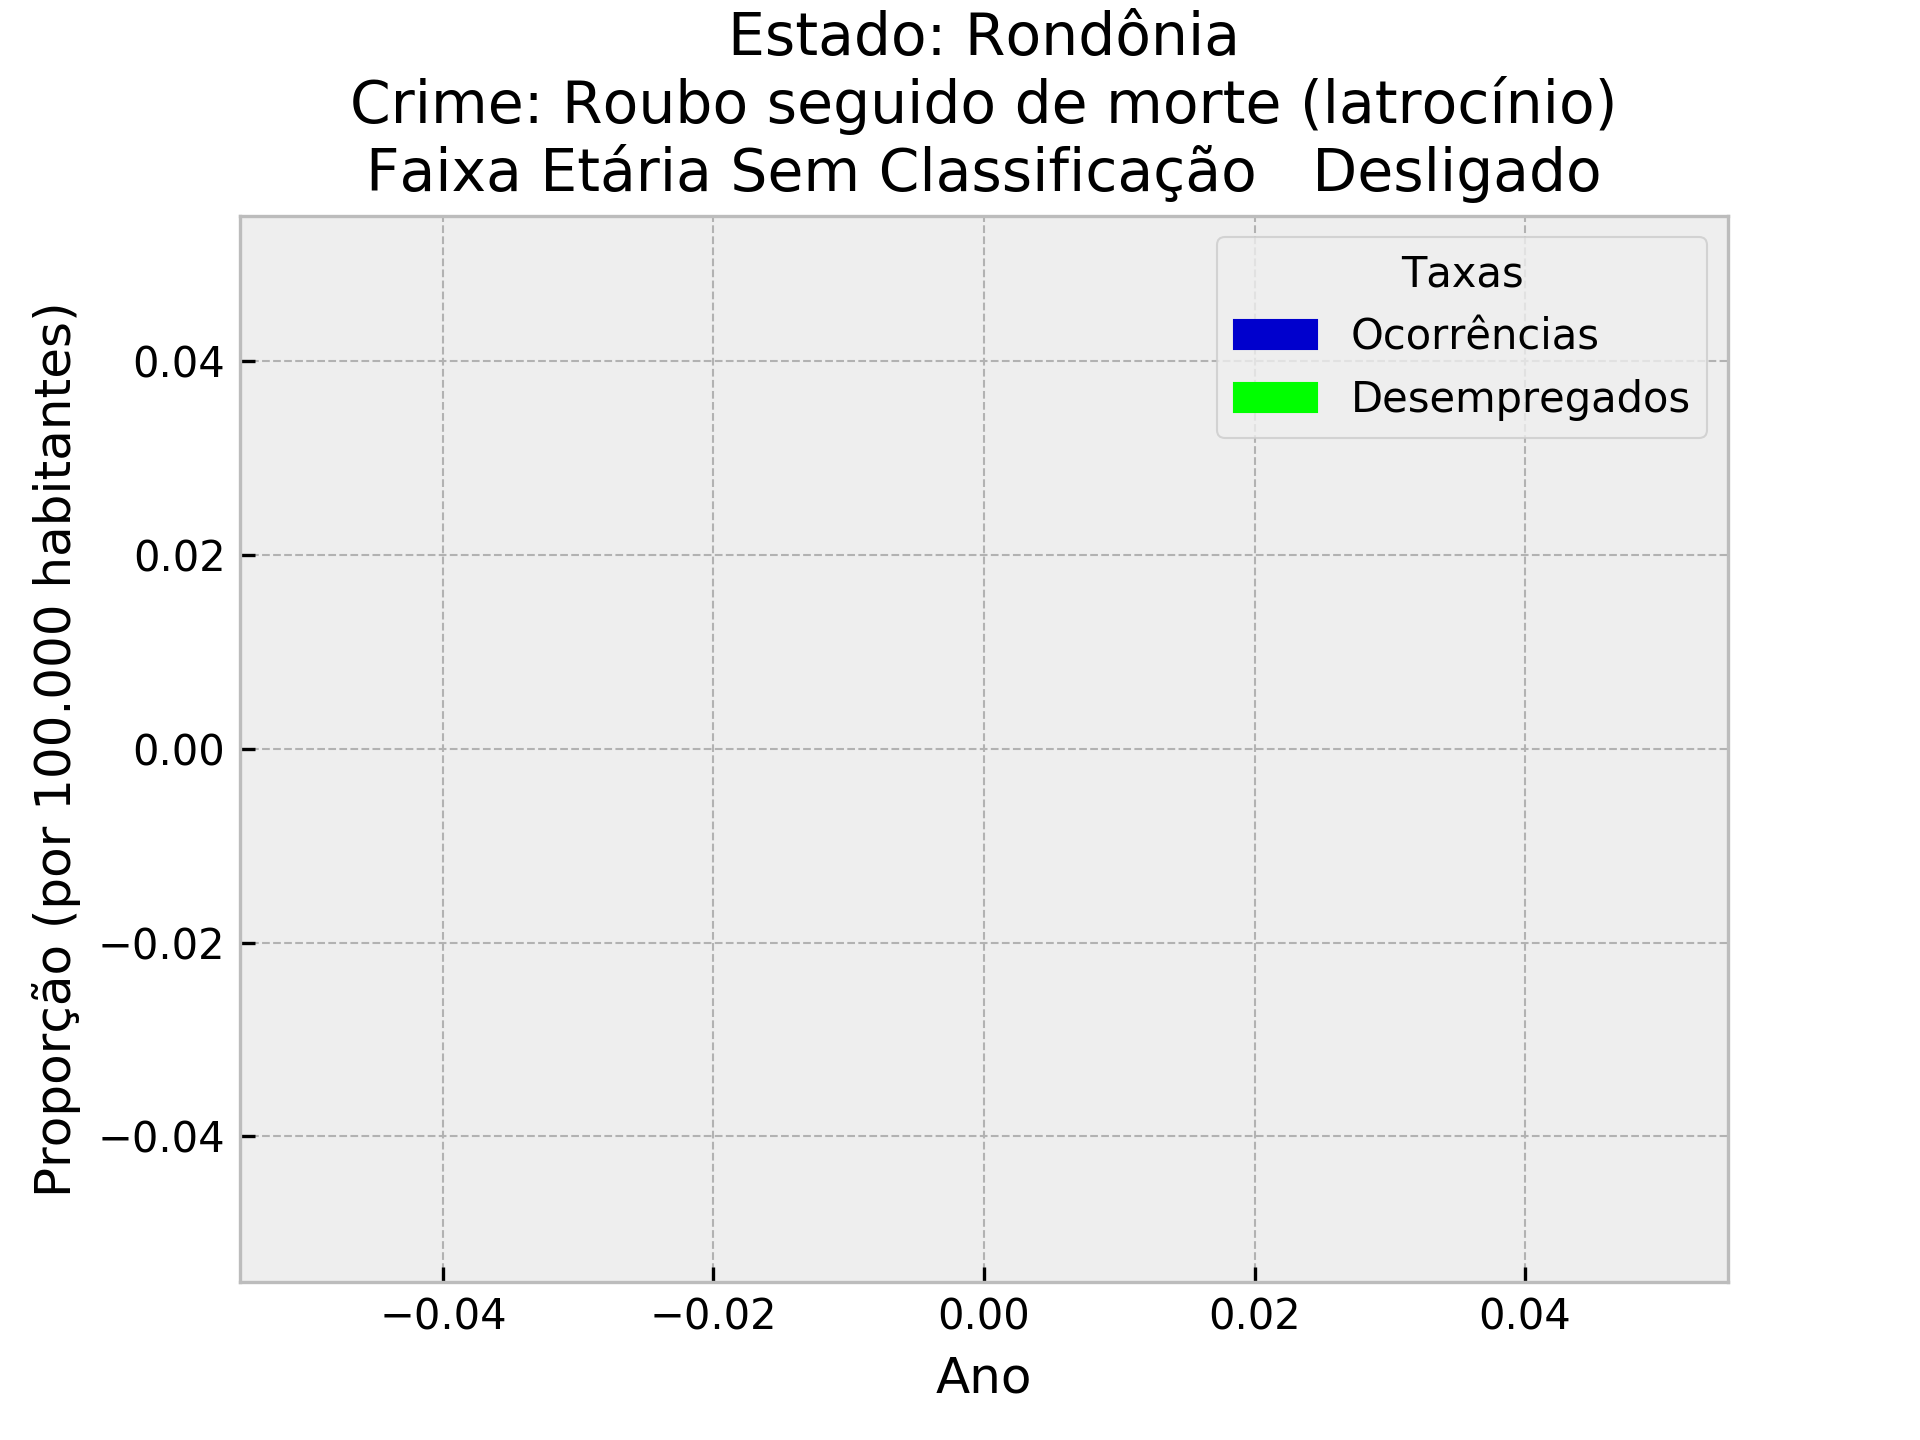 Estado: Rondônia
Crime: Roubo seguido de morte (latrocínio)
Faixa Etária Sem Classificação   Desligado
Taxas
Ocorrências
Desempregados
Proporção (por 100.000 habitantes)
0.04
0.02
0.00
−0.02
−0.04
−0.04
−0.02
0.00
0.02
0.04
Ano